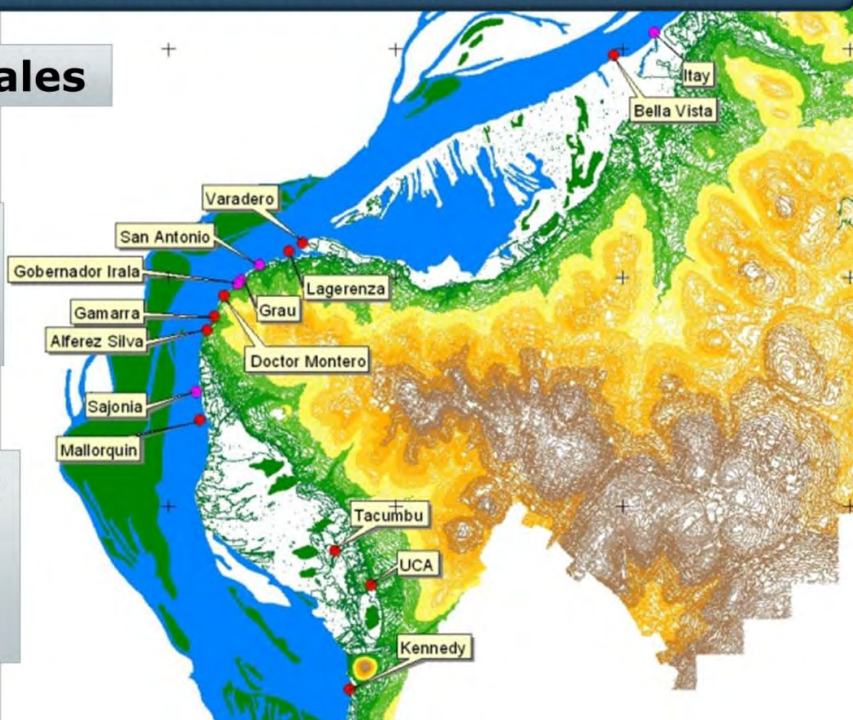 ales
Itay
Bella Vista
Varadero
San Antonio
Gobernador Irala
Lagerenza
Grau
Gamarra
Alferez Silva
Doctor Montero
Sajonia
Mallorquin
Tacumbu
UCA
Kennedy